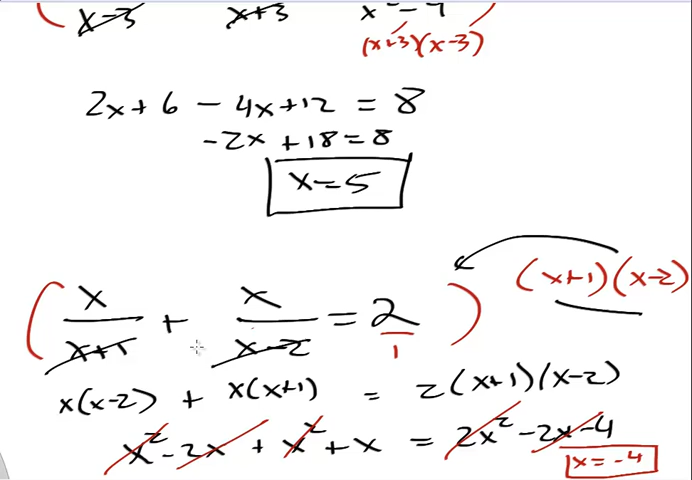 x-3 x+3 x²-9
(x+3)(x-3)
2x+6 - 4x+12 = 8
-2x +18=8
x=5
( x/x+1 + x/x-2 = 2/1 ) (x+1)(x-2)
x(x-2) + x(x+1) = 2(x+1)(x-2)
x²-2x + x²+x = 2x²-2x-4
x=-4